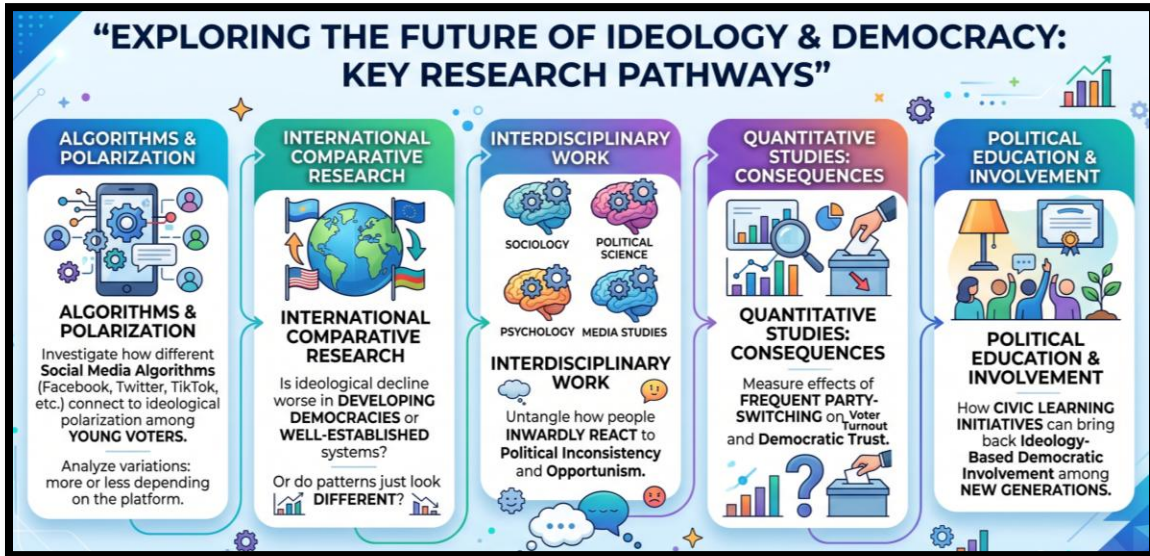 “EXPLORING THE FUTURE OF IDEOLOGY & DEMOCRACY:
KEY RESEARCH PATHWAYS”
ALGORITHMS &
POLARIZATION
ALGORITHMS &
POLARIZATION
Investigate how different
Social Media Algorithms
(Facebook, Twitter, TikTok,
etc.) connect to ideological
polarization among
YOUNG VOTERS.
Analyze variations:
more or less depending
on the platform.
INTERNATIONAL
COMPARATIVE
RESEARCH
INTERNATIONAL
COMPARATIVE
RESEARCH
Is ideological decline
worse in DEVELOPING
DEMOCRACIES or
WELL-ESTABLISHED
systems?
Or do patterns just look
DIFFERENT?
INTERDISCIPLINARY
WORK
SOCIOLOGY
POLITICAL
SCIENCE
PSYCHOLOGY
MEDIA STUDIES
INTERDISCIPLINARY
WORK
Untangle how people
INWARDLY REACT to
Political Inconsistency
and Opportunism.
QUANTITATIVE
STUDIES:
CONSEQUENCES
QUANTITATIVE
STUDIES:
CONSEQUENCES
Measure effects of
FREQUENT PARTY-
SWITCHING on Voter
Turnout
and Democratic Trust.
?
POLITICAL
EDUCATION &
INVOLVEMENT
POLITICAL
EDUCATION &
INVOLVEMENT
How CIVIC LEARNING
INITIATIVES can bring
back Ideology-
Based Democratic
Involvement among
NEW GENERATIONS.